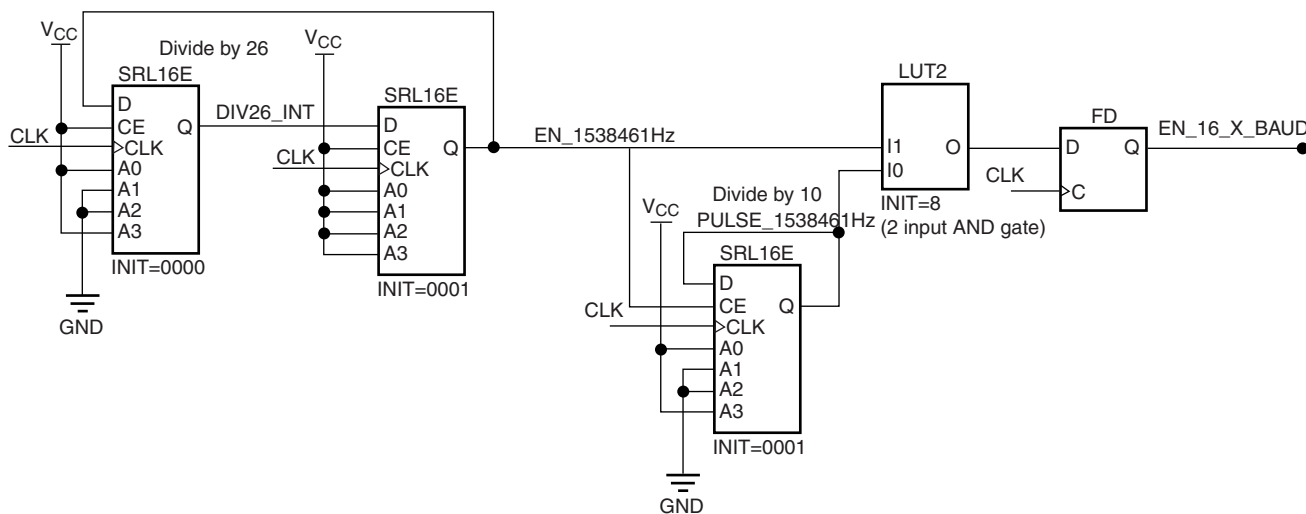 VCC
Divide by 26
SRL16E
D
CE
CLK
A0
A1
A2
A3
Q
INIT=0000
CLK
GND
DIV26_INT
VCC
SRL16E
D
CE
CLK
A0
A1
A2
A3
Q
INIT=0001
CLK
EN_1538461Hz
Divide by 10
PULSE_1538461Hz
VCC
SRL16E
D
CE
CLK
A0
A1
A2
A3
Q
INIT=0001
CLK
GND
LUT2
I1
I0
O
INIT=8
(2 input AND gate)
FD
D
Q
C
CLK
EN_16_X_BAUD